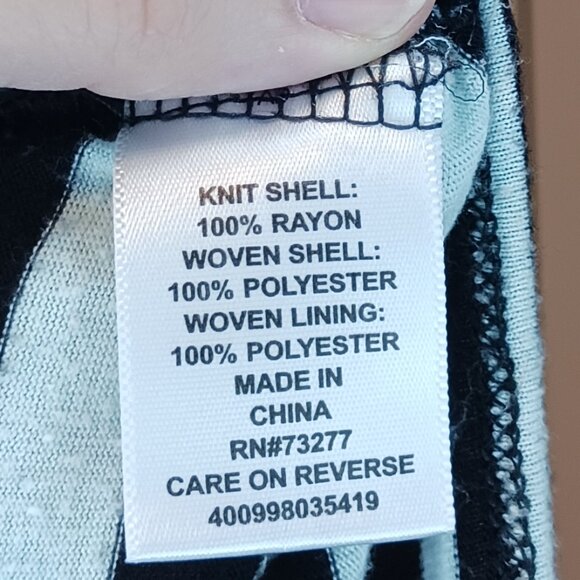 KNIT SHELL:
100% RAYON
WOVEN SHELL:
100% POLYESTER
WOVEN LINING:
100% POLYESTER
MADE IN
CHINA
RN#73277
CARE ON REVERSE
400998035419